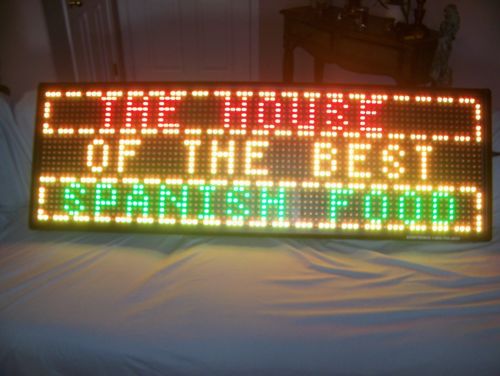 THE HOUSE
OF THE BEST
SPANISH FOOD